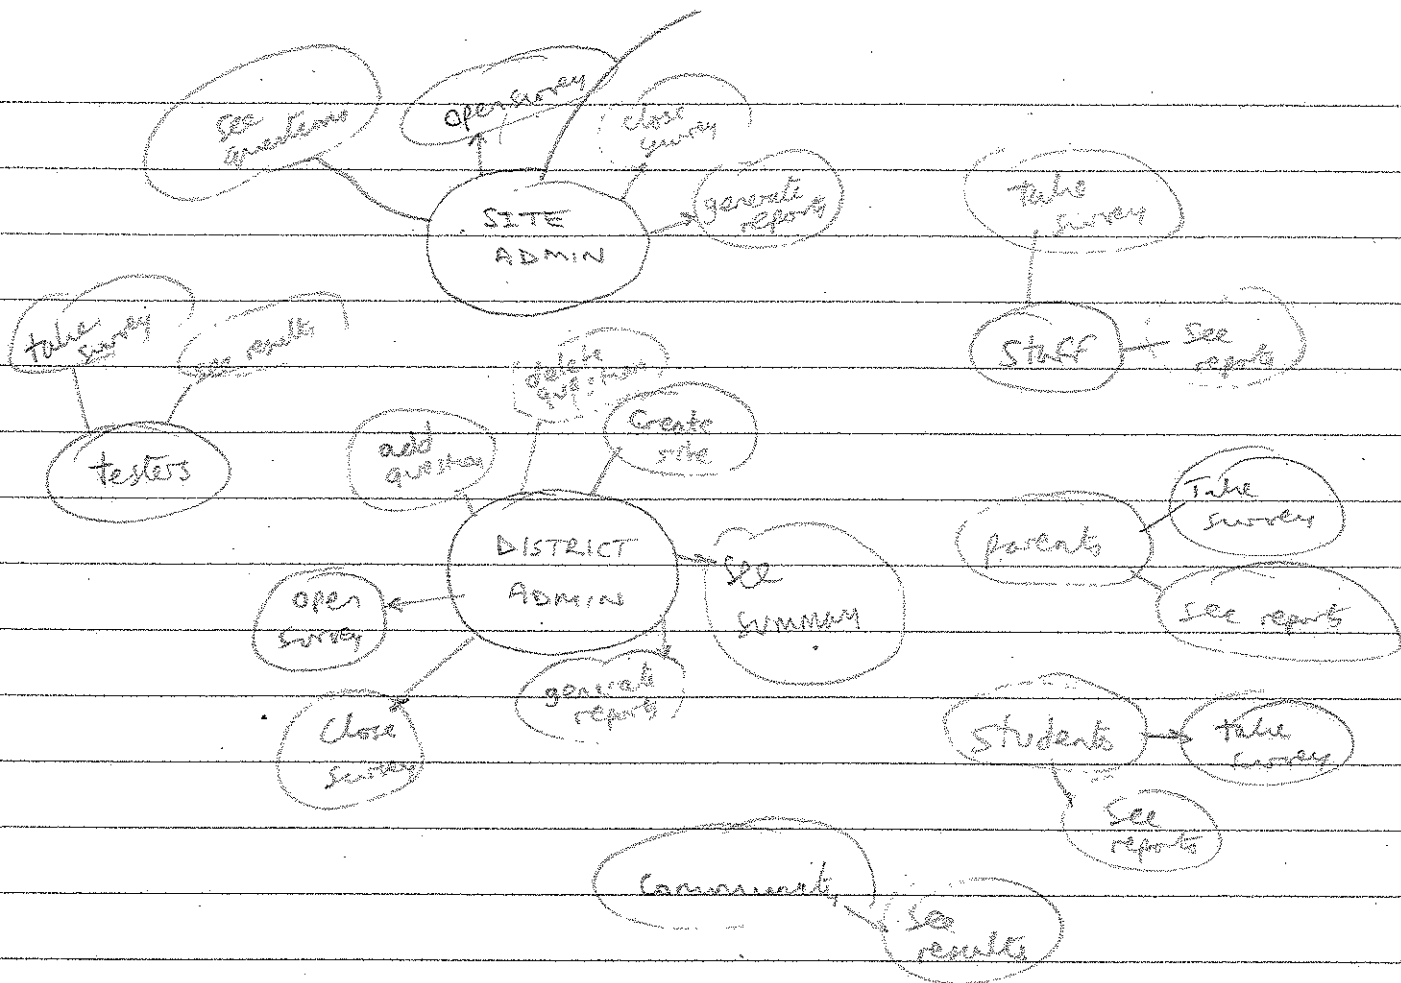 see
questions
open survey
close
survey
SITE
ADMIN
generate
reports
take
survey
Staff
see
reports
take
survey
see results
testers
delete
question
add
question
Create
site
DISTRICT
ADMIN
see
summary
open
survey
Close
survey
generate
reports
parents
Take
survey
see reports
Students
take
survey
See
reports
Community
see
results